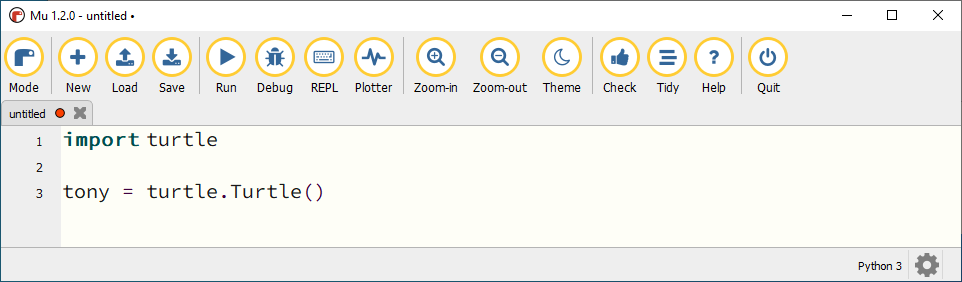 Mu 1.2.0 - untitled •
Mode New Load Save Run Debug REPL Plotter Zoom-in Zoom-out Theme Check Tidy Help Quit
untitled
1 import turtle
2
3 tony = turtle.Turtle()
Python 3